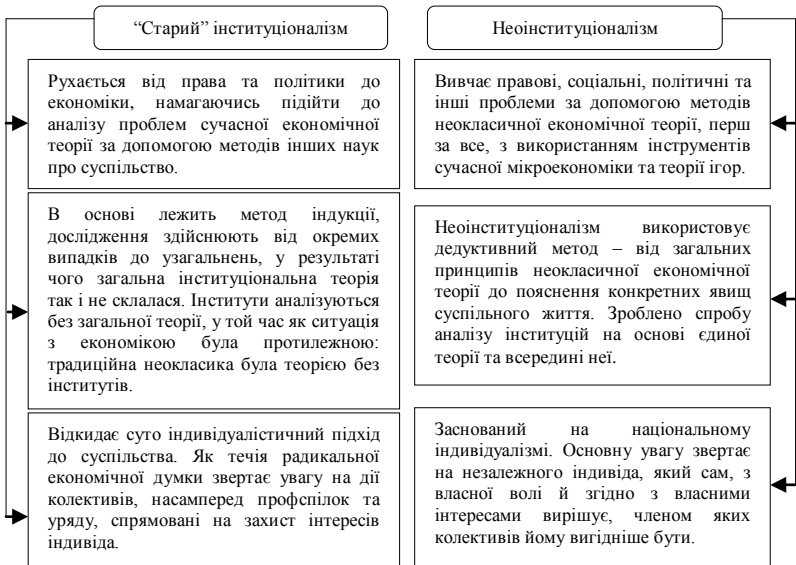 “Старий” інституціоналізм
Рухається від права та політики до
економіки, намагаючись підійти до
аналізу проблем сучасної економічної
теорії за допомогою методів інших наук
про суспільство.
В основі лежить метод індукції,
дослідження здійснюють від окремих
випадків до узагальнень, у результаті
чого загальна інституціональна теорія
так і не склалася. Інститути аналізуються
без загальної теорії, у той час як ситуація
з економікою була протилежною:
традиційна неокласика була теорією без
інститутів.
Відкидає суто індивідуалістичний підхід
до суспільства. Як течія радикальної
економічної думки звертає увагу на дії
колективів, насамперед профспілок та
уряду, спрямовані на захист інтересів
індивіда.
Неоінституціоналізм
Вивчає правові, соціальні, політичні та
інші проблеми за допомогою методів
неокласичної економічної теорії, перш
за все, з використанням інструментів
сучасної мікроекономіки та теорії ігор.
Неоінституціоналізм використовує
дедуктивний метод – від загальних
принципів неокласичної економічної
теорії до пояснення конкретних явищ
суспільного життя. Зроблено спробу
аналізу інституцій на основі єдиної
теорії та всередині неї.
Заснований на національному
індивідуалізмі. Основну увагу звертає
на незалежного індивіда, який сам, з
власної волі й згідно з власними
інтересами вирішує, членом яких
колективів йому вигідніше бути.